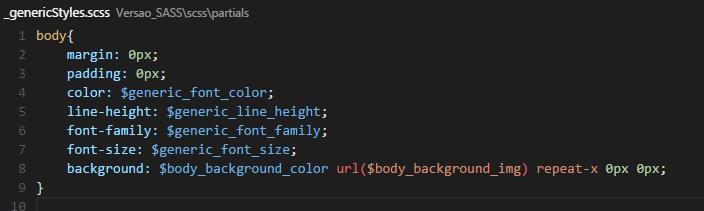 _genericStyles.scss Versao_SASS\scss\partials
1 body{
2 margin: 0px;
3 padding: 0px;
4 color: $generic_font_color;
5 line-height: $generic_line_height;
6 font-family: $generic_font_family;
7 font-size: $generic_font_size;
8 background: $body_background_color url($body_background_img) repeat-x 0px 0px;
9 }
10